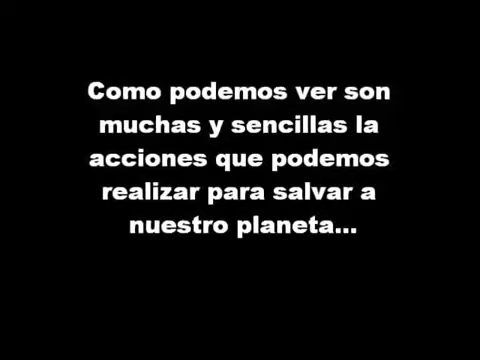 Como podemos ver son
muchas y sencillas la
acciones que podemos
realizar para salvar a
nuestro planeta...